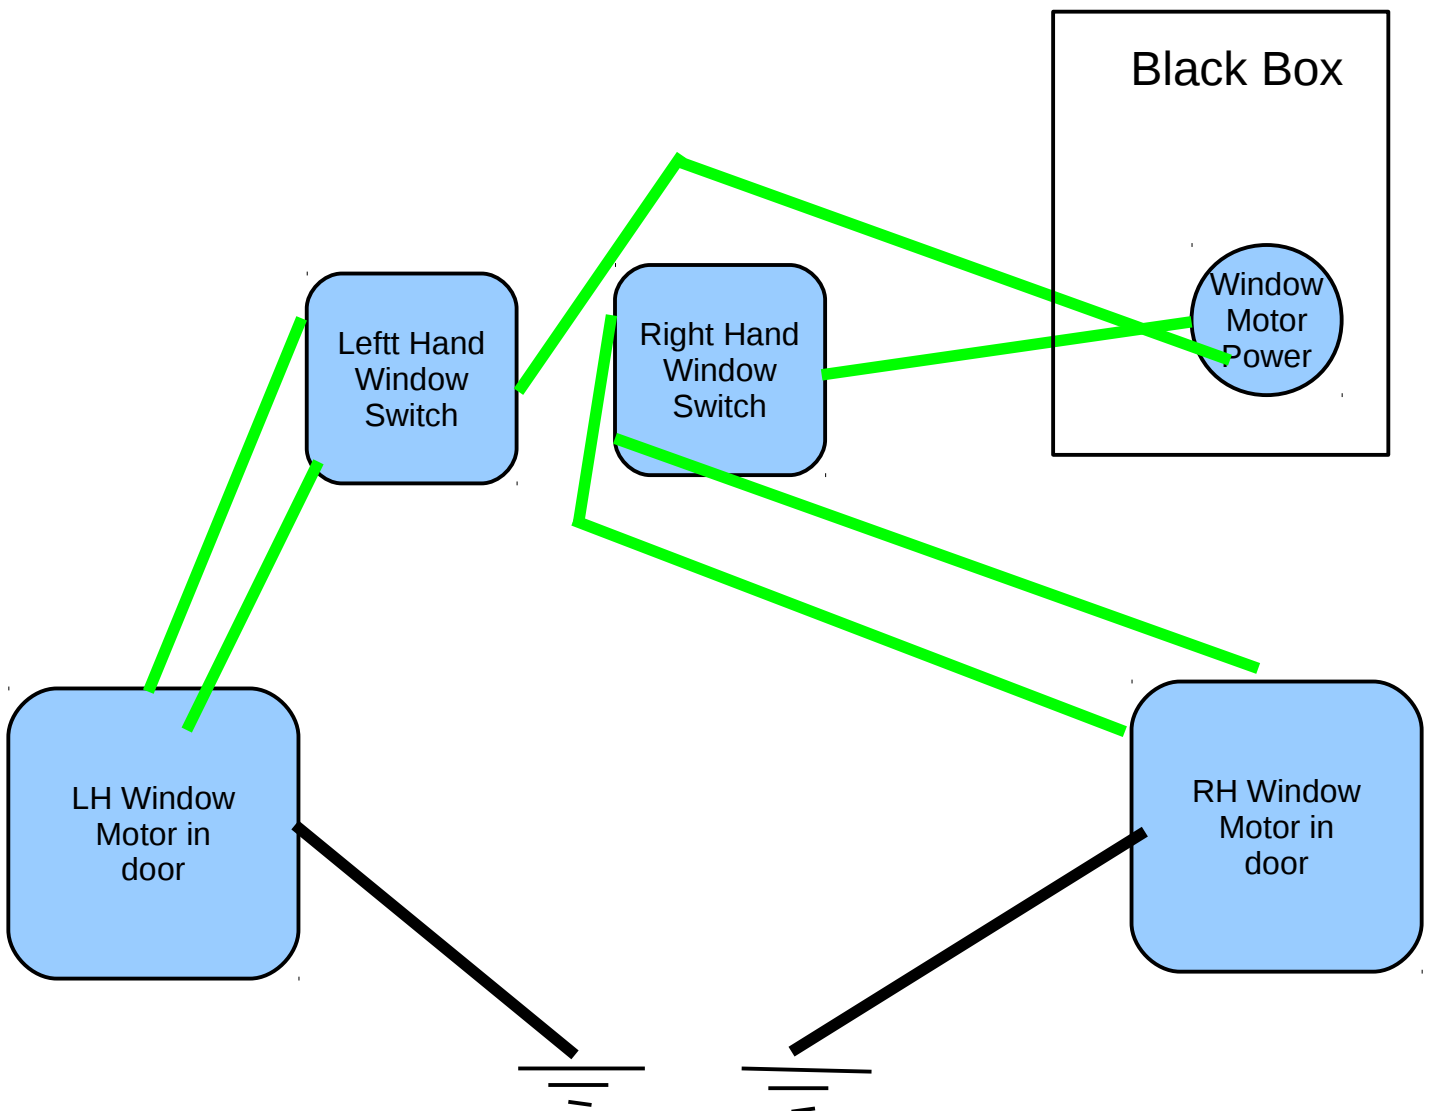 Black Box
Window
Motor
Power
Leftt Hand
Window
Switch
Right Hand
Window
Switch
LH Window
Motor in
door
RH Window
Motor in
door